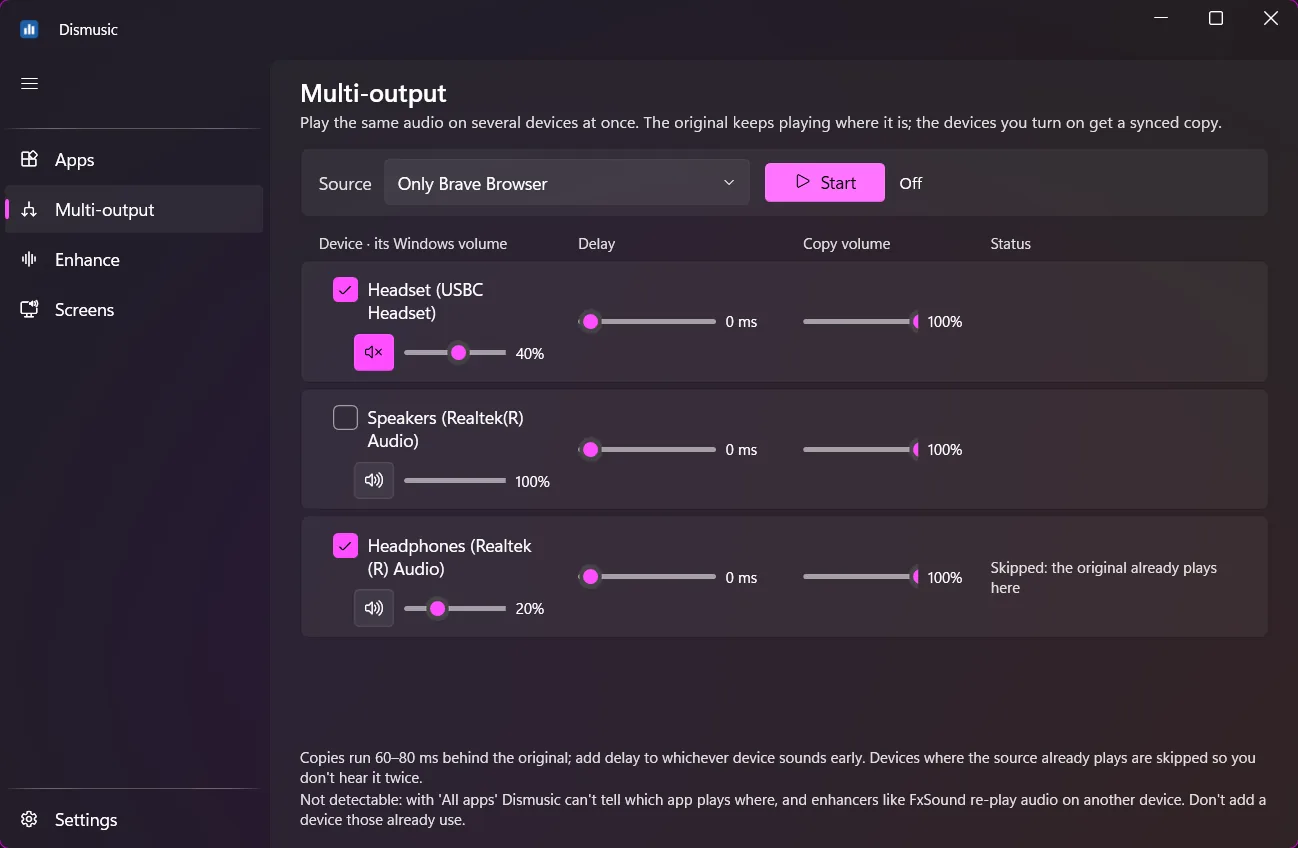 Dismusic
Multi-output
Play the same audio on several devices at once. The original keeps playing where it is; the devices you turn on get a synced copy.
Apps
Multi-output
Enhance
Screens
Source
Only Brave Browser
Start
Off
Device · its Windows volume
Delay
Copy volume
Status
Headset (USBC
Headset)
40%
0 ms
100%
Speakers (Realtek(R)
Audio)
100%
0 ms
100%
Headphones (Realtek
(R) Audio)
20%
0 ms
100%
Skipped: the original already plays
here
Copies run 60–80 ms behind the original; add delay to whichever device sounds early. Devices where the source already plays are skipped so you
don't hear it twice.
Not detectable: with 'All apps' Dismusic can't tell which app plays where, and enhancers like FxSound re-play audio on another device. Don't add a
device those already use.
Settings